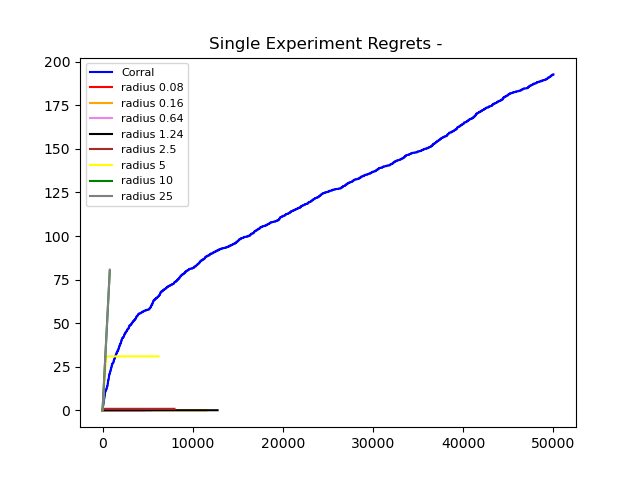 Single Experiment Regrets -
200
175
150
125
100
75
50
25
0
Corral
radius 0.08
radius 0.16
radius 0.64
radius 1.24
radius 2.5
radius 5
radius 10
radius 25
0 10000 20000 30000 40000 50000